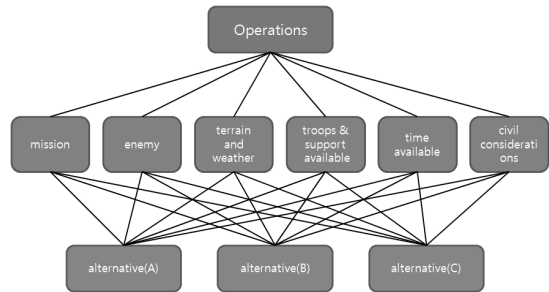 Operations
mission
enemy
terrain
and
weather
troops &
support
available
time
available
civil
considerati
ons
alternative(A)
alternative(B)
alternative(C)